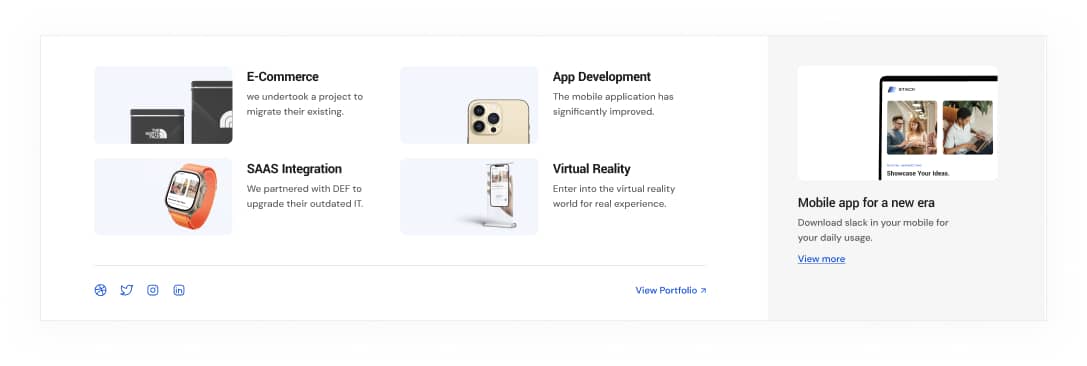 E-Commerce
we undertook a project to
migrate their existing.
THE
NORTH
FACE
App Development
The mobile application has
significantly improved.
SAAS Integration
We partnered with DEF to
upgrade their outdated IT.
Virtual Reality
Enter into the virtual reality
world for real experience.
View Portfolio
STACK
Showcase Your Ideas.
Mobile app for a new era
Download slack in your mobile for
your daily usage.
View more